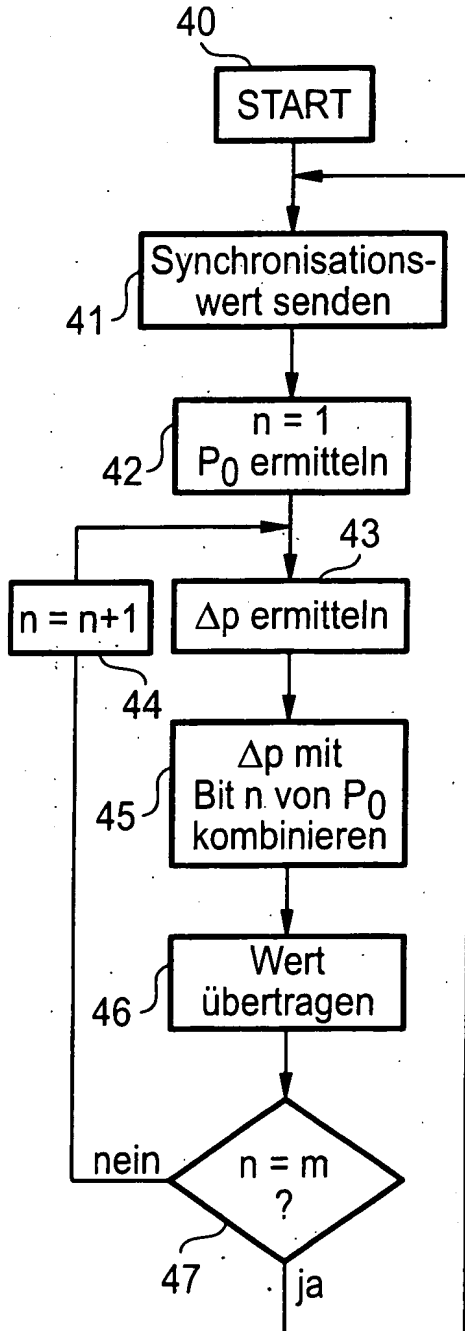 40
START
Synchronisations-
wert senden
41
n = 1
P0 ermitteln
42
43
Δp ermitteln
n = n+1
44
Δp mit
Bit n von P0
kombinieren
45
Wert
übertragen
46
nein
n = m
?
47
ja